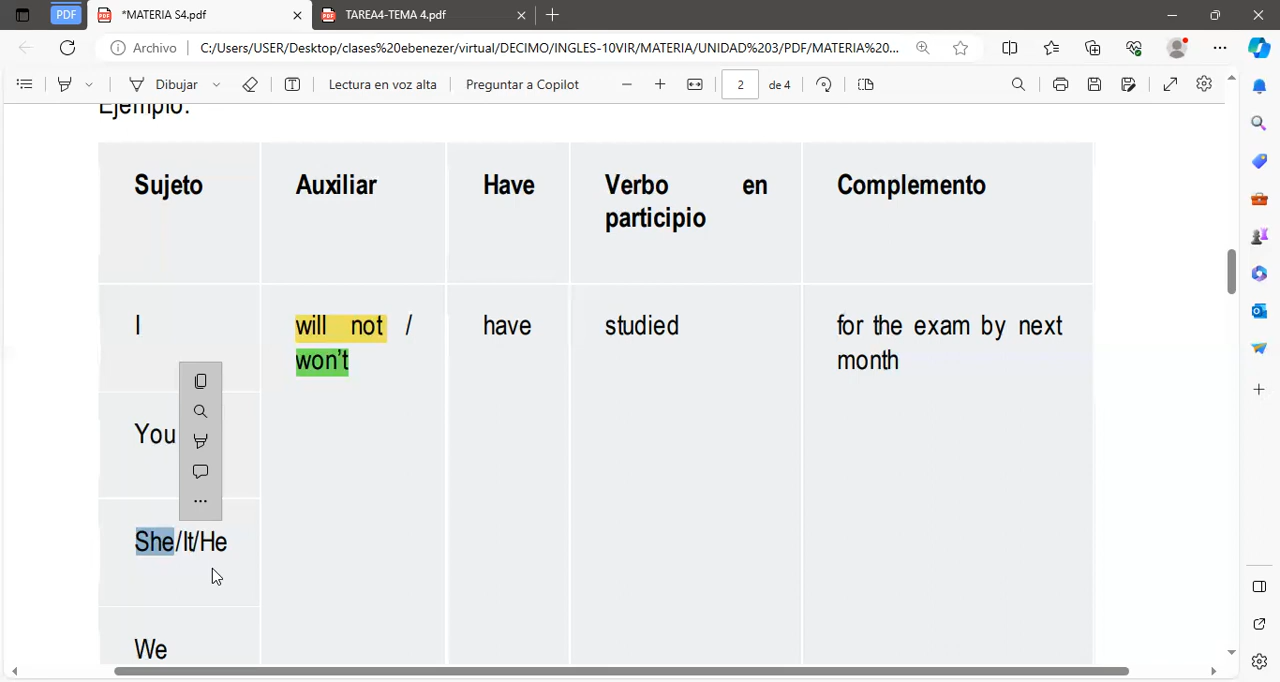 PDF
*MATERIA S4.pdf
TAREA4-TEMA 4.pdf
Archivo
C:/Users/USER/Desktop/clases%20ebenezer/virtual/DECIMO/INGLES-10VIR/MATERIA/UNIDAD%203/PDF/MATERIA%20...
Dibujar
Lectura en voz alta
Preguntar a Copilot
2
de 4
Ejemplo:
Sujeto
Auxiliar
Have
Verbo en
participio
Complemento
I
will not /
won't
have
studied
for the exam by next
month
You
She/It/He
We